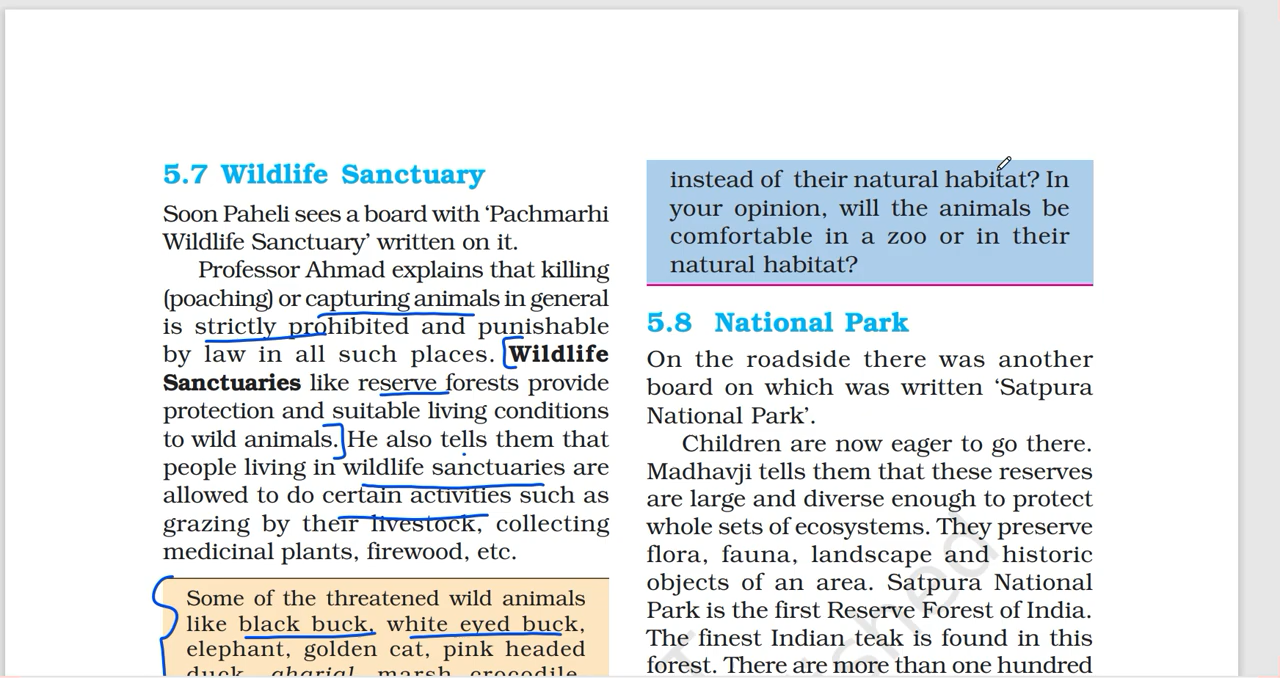 5.7 Wildlife Sanctuary
Soon Paheli sees a board with ‘Pachmarhi
Wildlife Sanctuary’ written on it.
Professor Ahmad explains that killing
(poaching) or capturing animals in general
is strictly prohibited and punishable
by law in all such places. Wildlife
Sanctuaries like reserve forests provide
protection and suitable living conditions
to wild animals. He also tells them that
people living in wildlife sanctuaries are
allowed to do certain activities such as
grazing by their livestock, collecting
medicinal plants, firewood, etc.
Some of the threatened wild animals
like black buck, white eyed buck,
elephant, golden cat, pink headed
duck, gharial, marsh crocodile,
instead of their natural habitat? In
your opinion, will the animals be
comfortable in a zoo or in their
natural habitat?
5.8 National Park
On the roadside there was another
board on which was written ‘Satpura
National Park’.
Children are now eager to go there.
Madhavji tells them that these reserves
are large and diverse enough to protect
whole sets of ecosystems. They preserve
flora, fauna, landscape and historic
objects of an area. Satpura National
Park is the first Reserve Forest of India.
The finest Indian teak is found in this
forest. There are more than one hundred